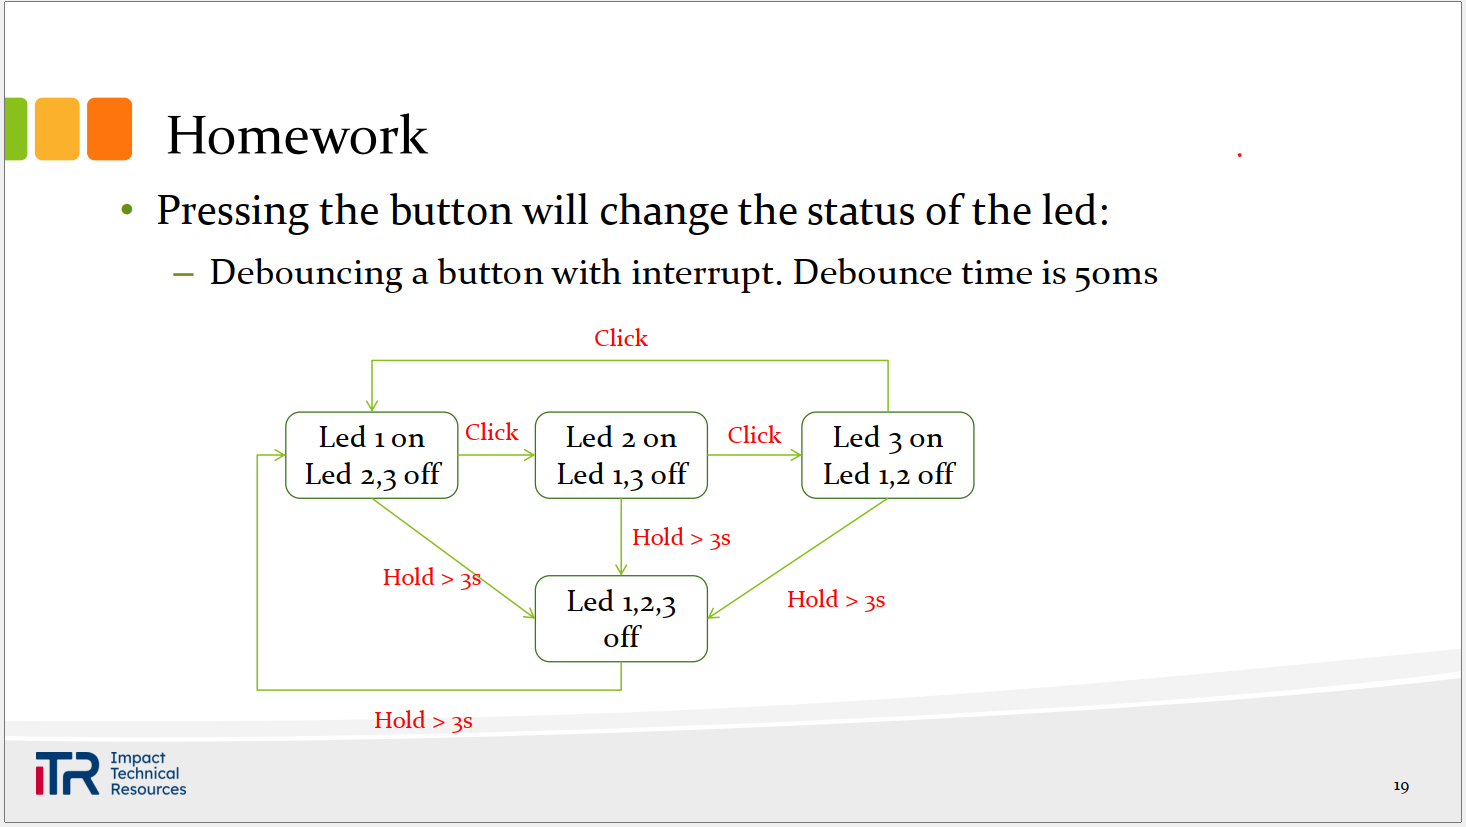 Homework
• Pressing the button will change the status of the led:
– Debouncing a button with interrupt. Debounce time is 50ms
Click
Led 1 on
Led 2,3 off
Click
Led 2 on
Led 1,3 off
Click
Led 3 on
Led 1,2 off
Hold > 3s
Hold > 3s
Hold > 3s
Led 1,2,3
off
Hold > 3s
iTR
Impact
Technical
Resources
19